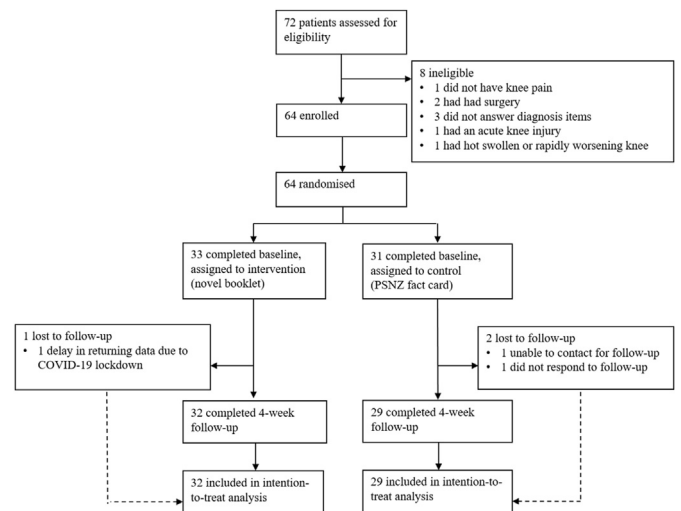 72 patients assessed for
eligibility
8 ineligible
• 1 did not have knee pain
• 2 had had surgery
• 3 did not answer diagnosis items
• 1 had an acute knee injury
• 1 had hot swollen or rapidly worsening knee
64 enrolled
64 randomised
33 completed baseline,
assigned to intervention
(novel booklet)
31 completed baseline,
assigned to control
(PSNZ fact card)
1 lost to follow-up
• 1 delay in returning data due to
COVID-19 lockdown
2 lost to follow-up
• 1 unable to contact for follow-up
• 1 did not respond to follow-up
32 completed 4-week
follow-up
29 completed 4-week
follow-up
32 included in intention-
to-treat analysis
29 included in intention-to-
treat analysis